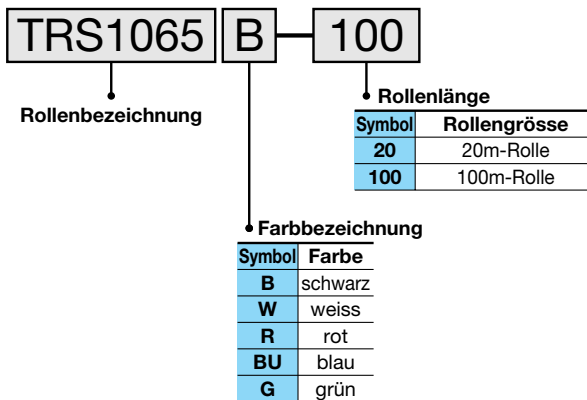 TRS1065 B — 100
Rollenbezeichnung
Rollenlänge
Symbol Rollengrösse
20 20m-Rolle
100 100m-Rolle
Farbbezeichnung
Symbol Farbe
B schwarz
W weiss
R rot
BU blau
G grün